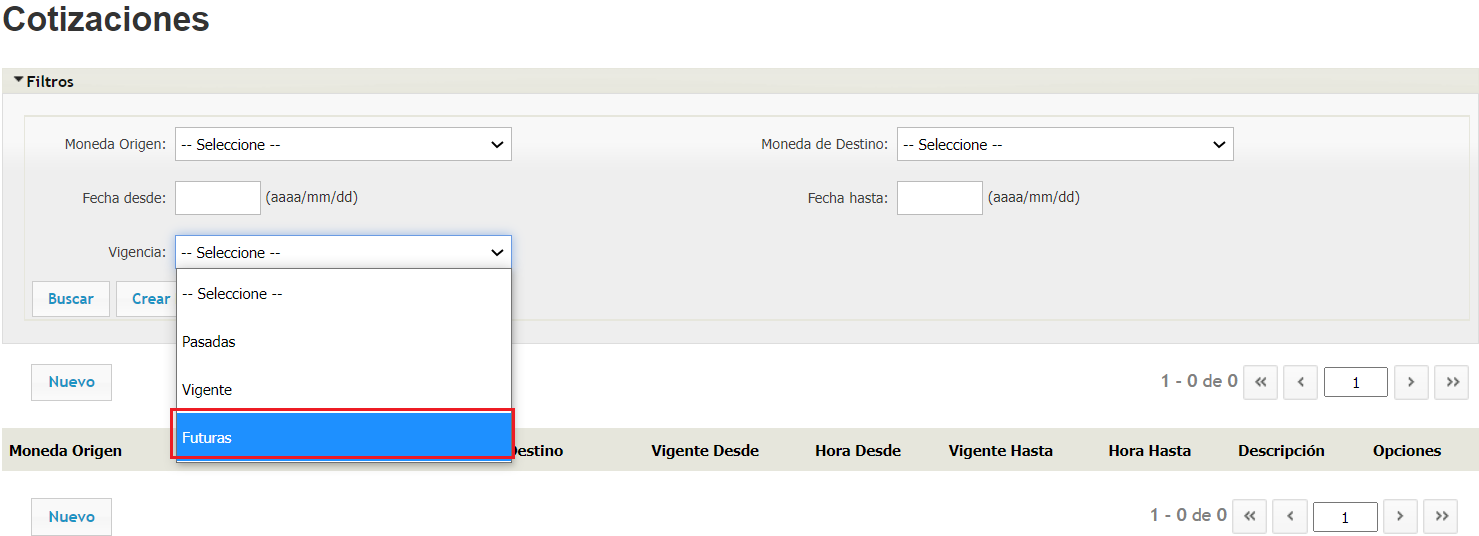 Cotizaciones
Filtros
Moneda Origen: -- Seleccione -- Moneda de Destino: -- Seleccione --
Fecha desde: (aaaa/mm/dd) Fecha hasta: (aaaa/mm/dd)
Vigencia: -- Seleccione --
-- Seleccione --
Buscar Crear
Pasadas
Vigente
Futuras
Nuevo 1 - 0 de 0 « ‹ 1 › »
Moneda Origen Destino Vigente Desde Hora Desde Vigente Hasta Hora Hasta Descripción Opciones
Nuevo 1 - 0 de 0 « ‹ 1 › »